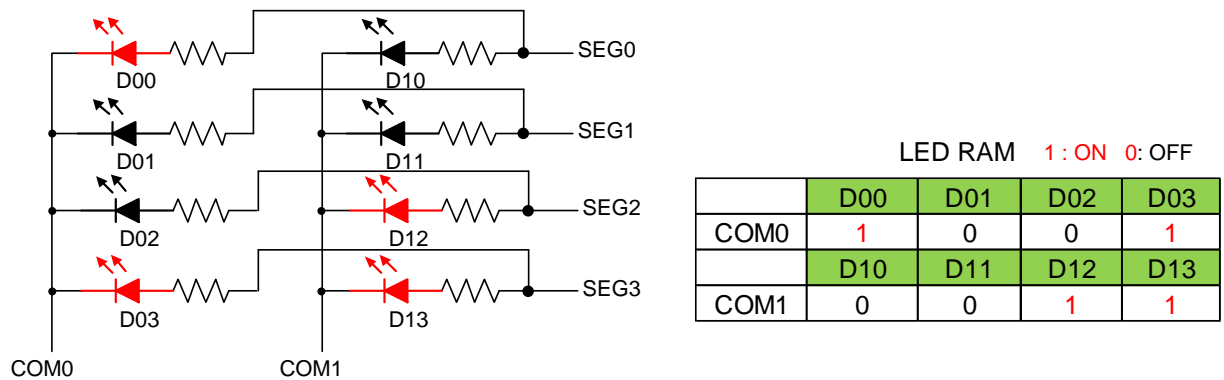 D00 D10 SEG0
D01 D11 SEG1
D02 D12 SEG2
D03 D13 SEG3
COM0 COM1
LED RAM 1 : ON 0: OFF
D00 D01 D02 D03
COM0 1 0 0 1
D10 D11 D12 D13
COM1 0 0 1 1